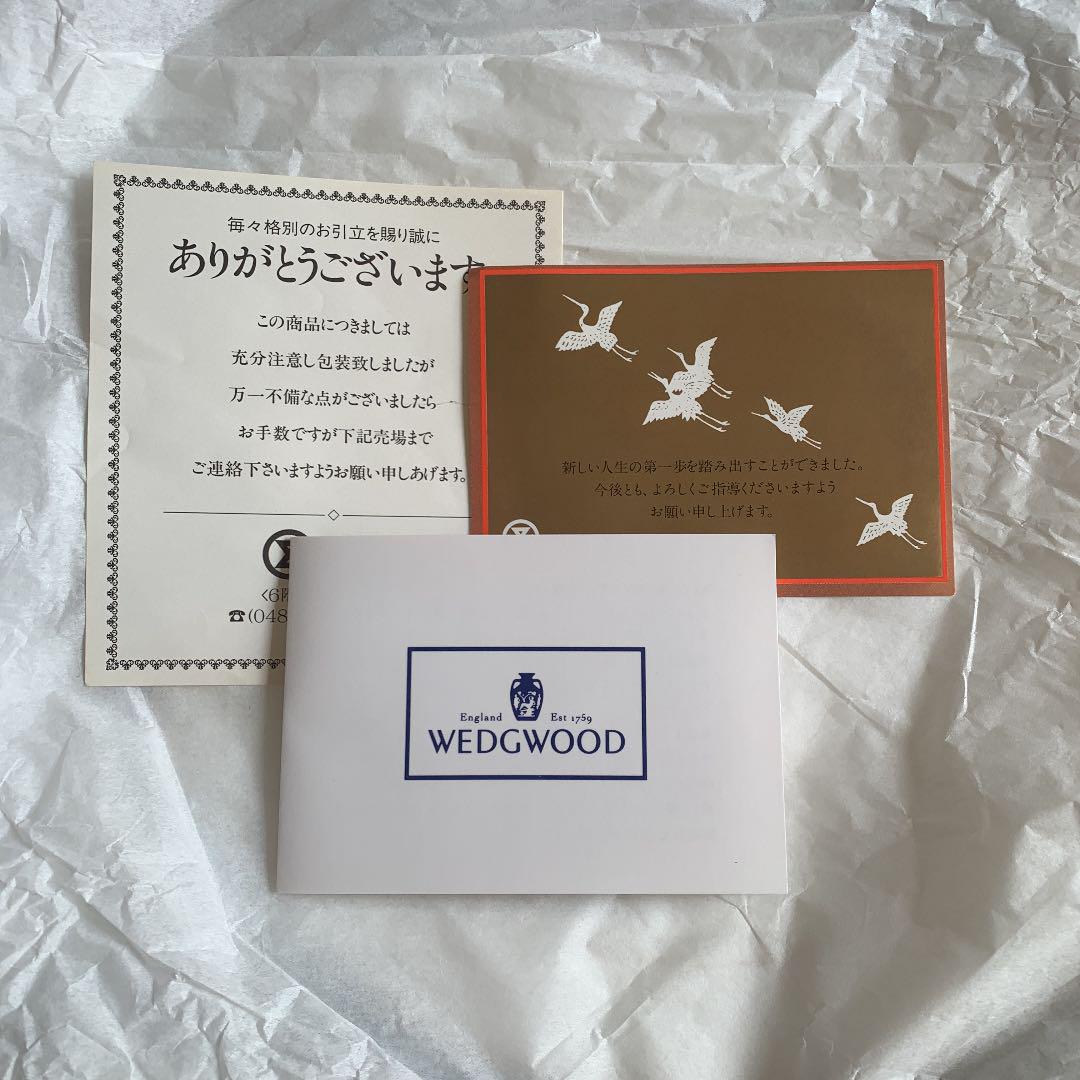 毎々格別のお引立を賜り誠に
ありがとうございます
この商品につきましては
充分注意し包装致しましたが
万一不備な点がございましたら
お手数ですが下記売場まで
ご連絡下さいますようお願い申しあげます。
〈6階
☎(048
新しい人生の第一歩を踏み出すことができました。
今後とも、よろしくご指導くださいますよう
お願い申し上げます。
England Est 1759
WEDGWOOD